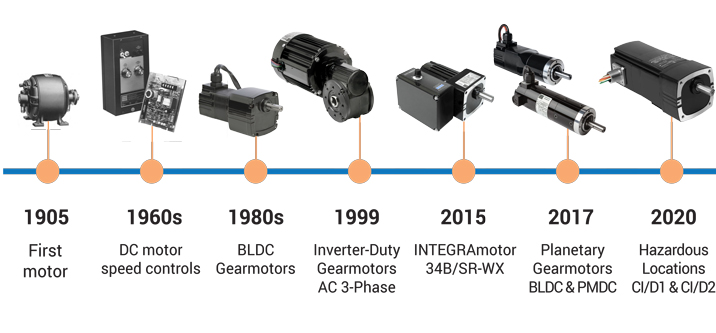 1905
First
motor
1960s
DC motor
speed controls
1980s
BLDC
Gearmotors
1999
Inverter-Duty
Gearmotors
AC 3-Phase
2015
INTEGRAmotor
34B/SR-WX
2017
Planetary
Gearmotors
BLDC & PMDC
2020
Hazardous
Locations
CI/D1 & CI/D2